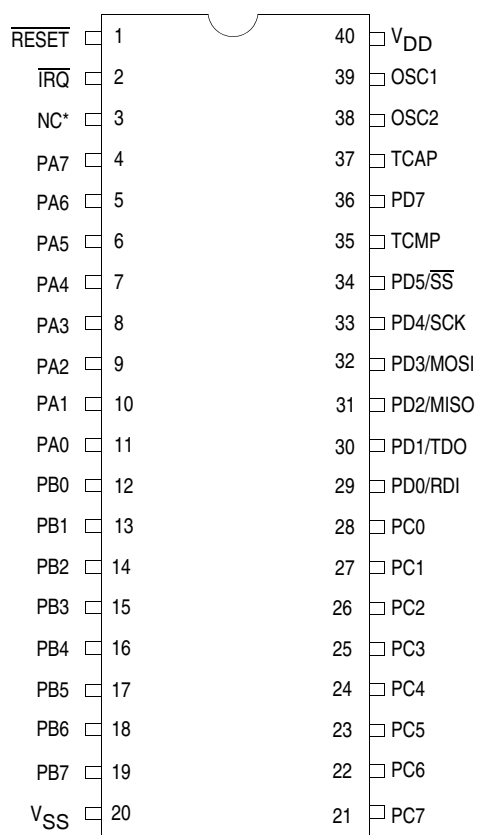 R̅E̅S̅E̅T̅ 1 40 VDD
I̅R̅Q̅ 2 39 OSC1
NC* 3 38 OSC2
PA7 4 37 TCAP
PA6 5 36 PD7
PA5 6 35 TCMP
PA4 7 34 PD5/S̅S̅
PA3 8 33 PD4/SCK
PA2 9 32 PD3/MOSI
PA1 10 31 PD2/MISO
PA0 11 30 PD1/TDO
PB0 12 29 PD0/RDI
PB1 13 28 PC0
PB2 14 27 PC1
PB3 15 26 PC2
PB4 16 25 PC3
PB5 17 24 PC4
PB6 18 23 PC5
PB7 19 22 PC6
VSS 20 21 PC7